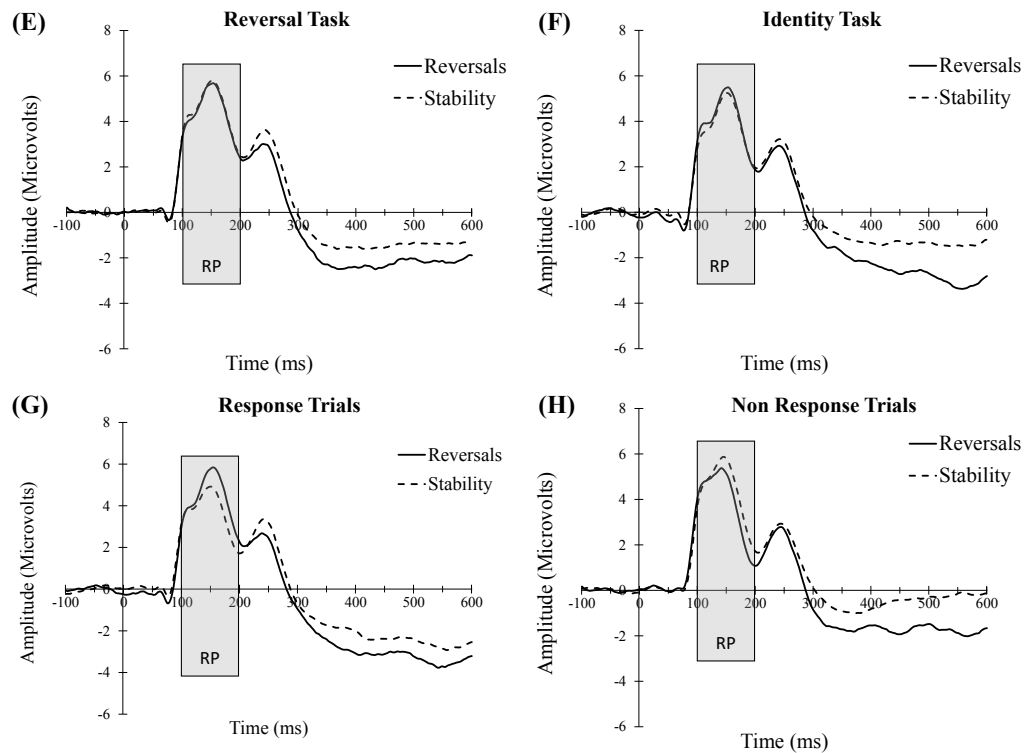 (E)
Reversal Task
8
6
4
2
0
-2
-4
-6
-100
0
100
200
300
400
500
600
Amplitude (Microvolts)
Time (ms)
RP
Reversals
Stability
(F)
Identity Task
8
6
4
2
0
-2
-4
-6
-100
0
100
200
300
400
500
600
Amplitude (Microvolts)
Time (ms)
RP
Reversals
Stability
(G)
Response Trials
8
6
4
2
0
-2
-4
-6
-100
0
100
200
300
400
500
600
Amplitude (Microvolts)
Time (ms)
RP
Reversals
Stability
(H)
Non Response Trials
8
6
4
2
0
-2
-4
-6
-100
0
100
200
300
400
500
600
Amplitude (Microvolts)
Time (ms)
RP
Reversals
Stability